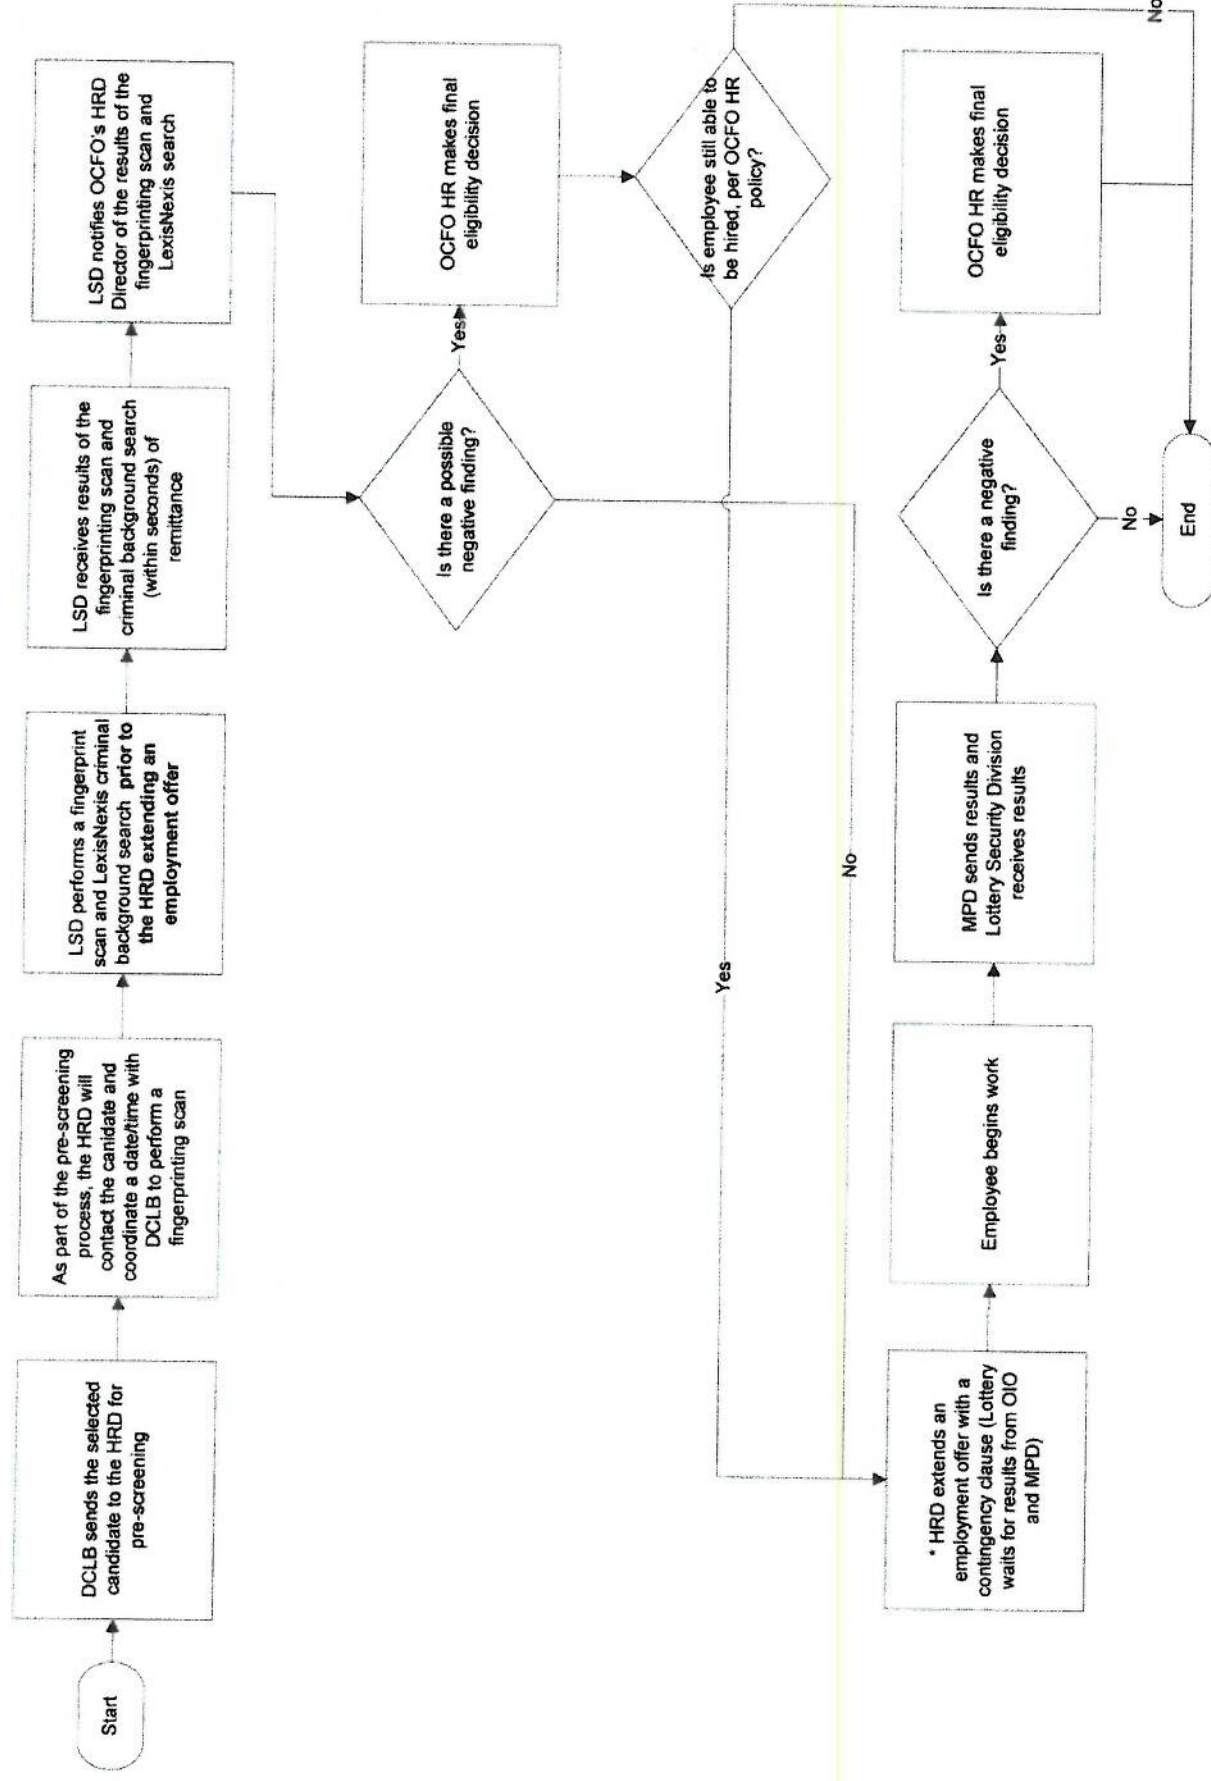 Start
DCLB sends the selected
candidate to the HRD for
pre-screening
As part of the pre-screening
process, the HRD will
contact the canidate and
coordinate a date/time with
DCLB to perform a
fingerprinting scan
LSD performs a fingerprint
scan and LexisNexis criminal
background search prior to
the HRD extending an
employment offer
LSD receives results of the
fingerprinting scan and
criminal background search
(within seconds) of
remittance
LSD notifies OCFO's HRD
Director of the results of the
fingerprinting scan and
LexisNexis search
Is there a possible
negative finding?
Yes
OCFO HR makes final
eligibility decision
Is employee still able to
be hired, per OCFO HR
policy?
Yes
No
No
* HRD extends an
employment offer with a
contingency clause (Lottery
waits for results from OIO
and MPD)
Employee begins work
MPD sends results and
Lottery Security Division
receives results
Is there a negative
finding?
Yes
OCFO HR makes final
eligibility decision
No
End